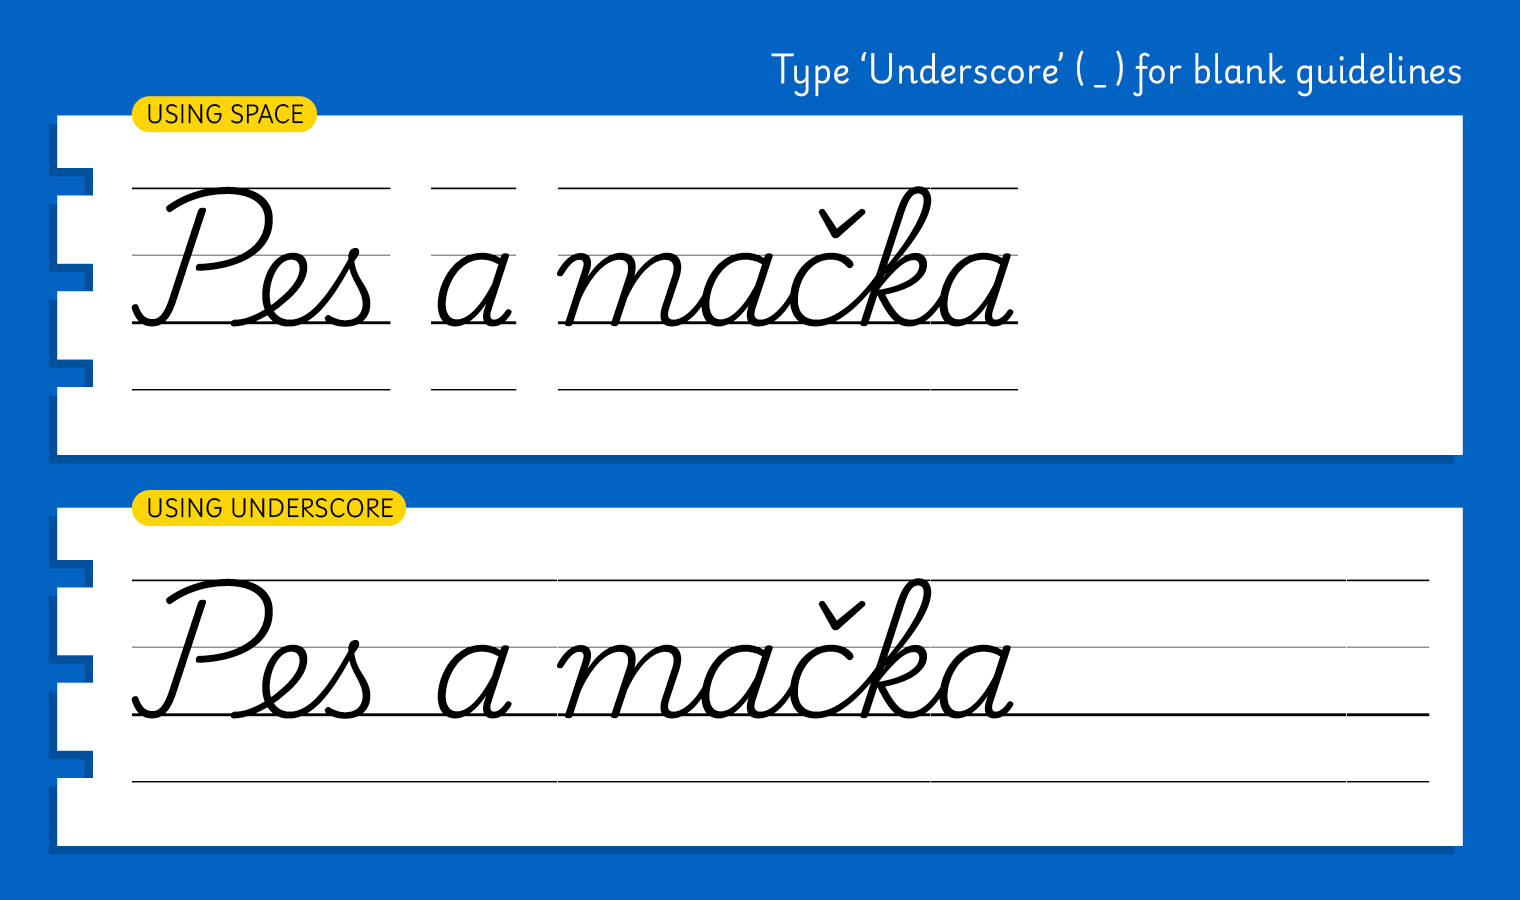 Type ‘Underscore’ ( _ ) for blank guidelines
USING SPACE
Pes a mačka
USING UNDERSCORE
Pes a mačka